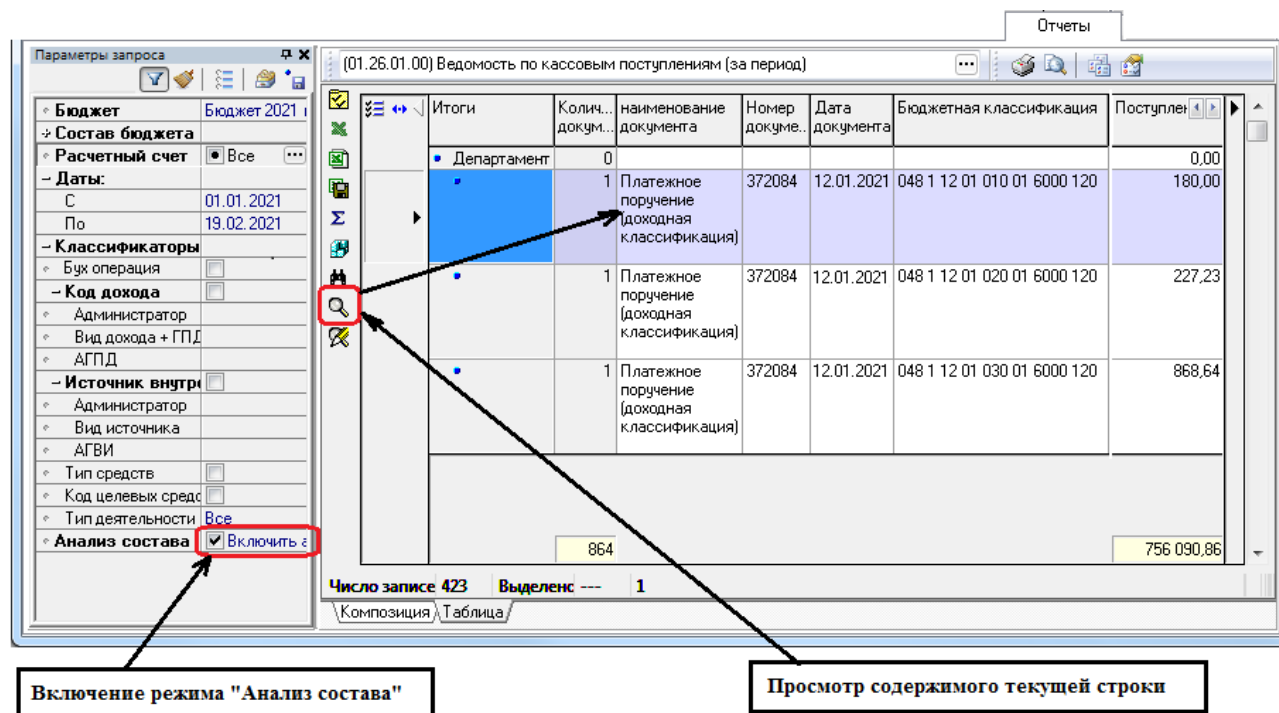 Отчеты
Параметры запроса
(01.26.01.00) Ведомость по кассовым поступлениям (за период)
Бюджет Бюджет 2021
Состав бюджета
Расчетный счет Все
Даты:
С 01.01.2021
По 19.02.2021
Классификаторы
Бух операция
Код дохода
Администратор
Вид дохода + ГПД
АГПД
Источник внутр
Администратор
Вид источника
АГВИ
Тип средств
Код целевых средс
Тип деятельности Все
Анализ состава Включить а
Итоги Колич... докум... наименование документа Номер докуме.. Дата документа Бюджетная классификация Поступлен
Департамент 0 0,00
1 Платежное поручение (доходная классификация) 372084 12.01.2021 048 1 12 01 010 01 6000 120 180,00
1 Платежное поручение (доходная классификация) 372084 12.01.2021 048 1 12 01 020 01 6000 120 227,23
1 Платежное поручение (доходная классификация) 372084 12.01.2021 048 1 12 01 030 01 6000 120 868,64
864 756 090,86
Число записе 423 Выделенс --- 1
Композиция Таблица
Включение режима "Анализ состава"
Просмотр содержимого текущей строки